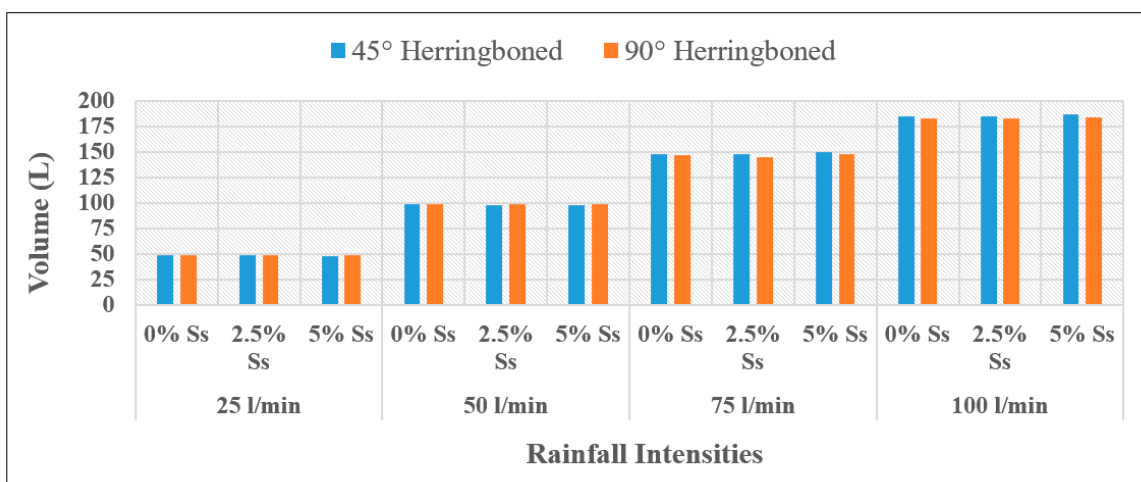 45° Herringboned 90° Herringboned
Volume (L)
200
175
150
125
100
75
50
25
0
0% Ss 2.5% Ss 5% Ss 0% Ss 2.5% Ss 5% Ss 0% Ss 2.5% Ss 5% Ss 0% Ss 2.5% Ss 5% Ss
25 l/min 50 l/min 75 l/min 100 l/min
Rainfall Intensities